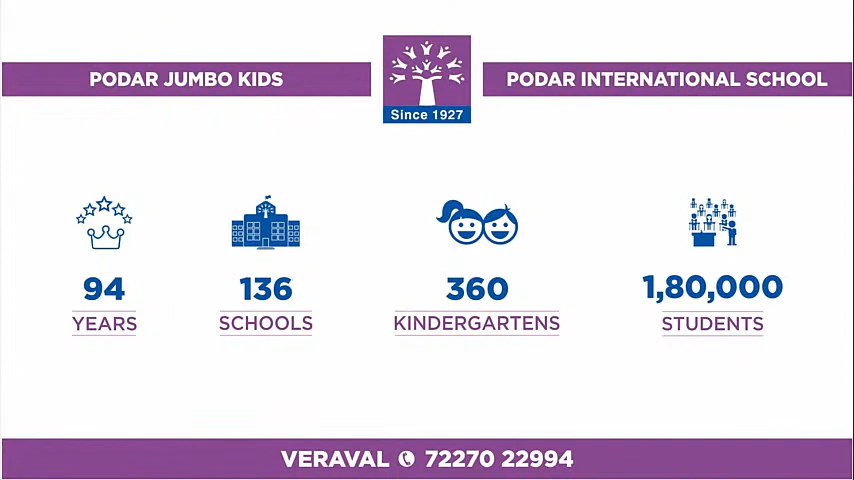 PODAR JUMBO KIDS
PODAR INTERNATIONAL SCHOOL
Since 1927
94
YEARS
136
SCHOOLS
360
KINDERGARTENS
1,80,000
STUDENTS
VERAVAL 72270 22994